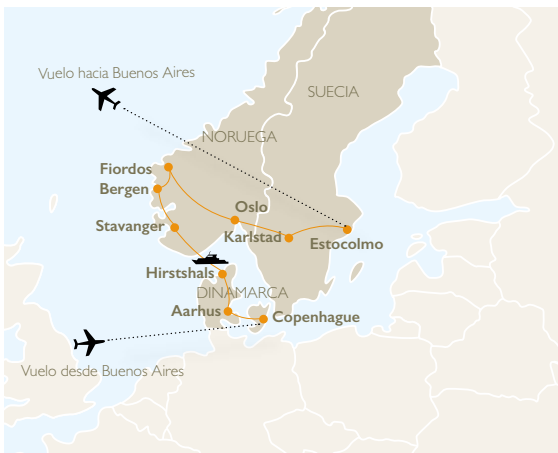 Vuelo hacia Buenos Aires
SUECIA
NORUEGA
Fiordos
Bergen
Oslo
Stavanger
Karlstad
Estocolmo
Hirstshals
DINAMARCA
Aarhus
Copenhague
Vuelo desde Buenos Aires